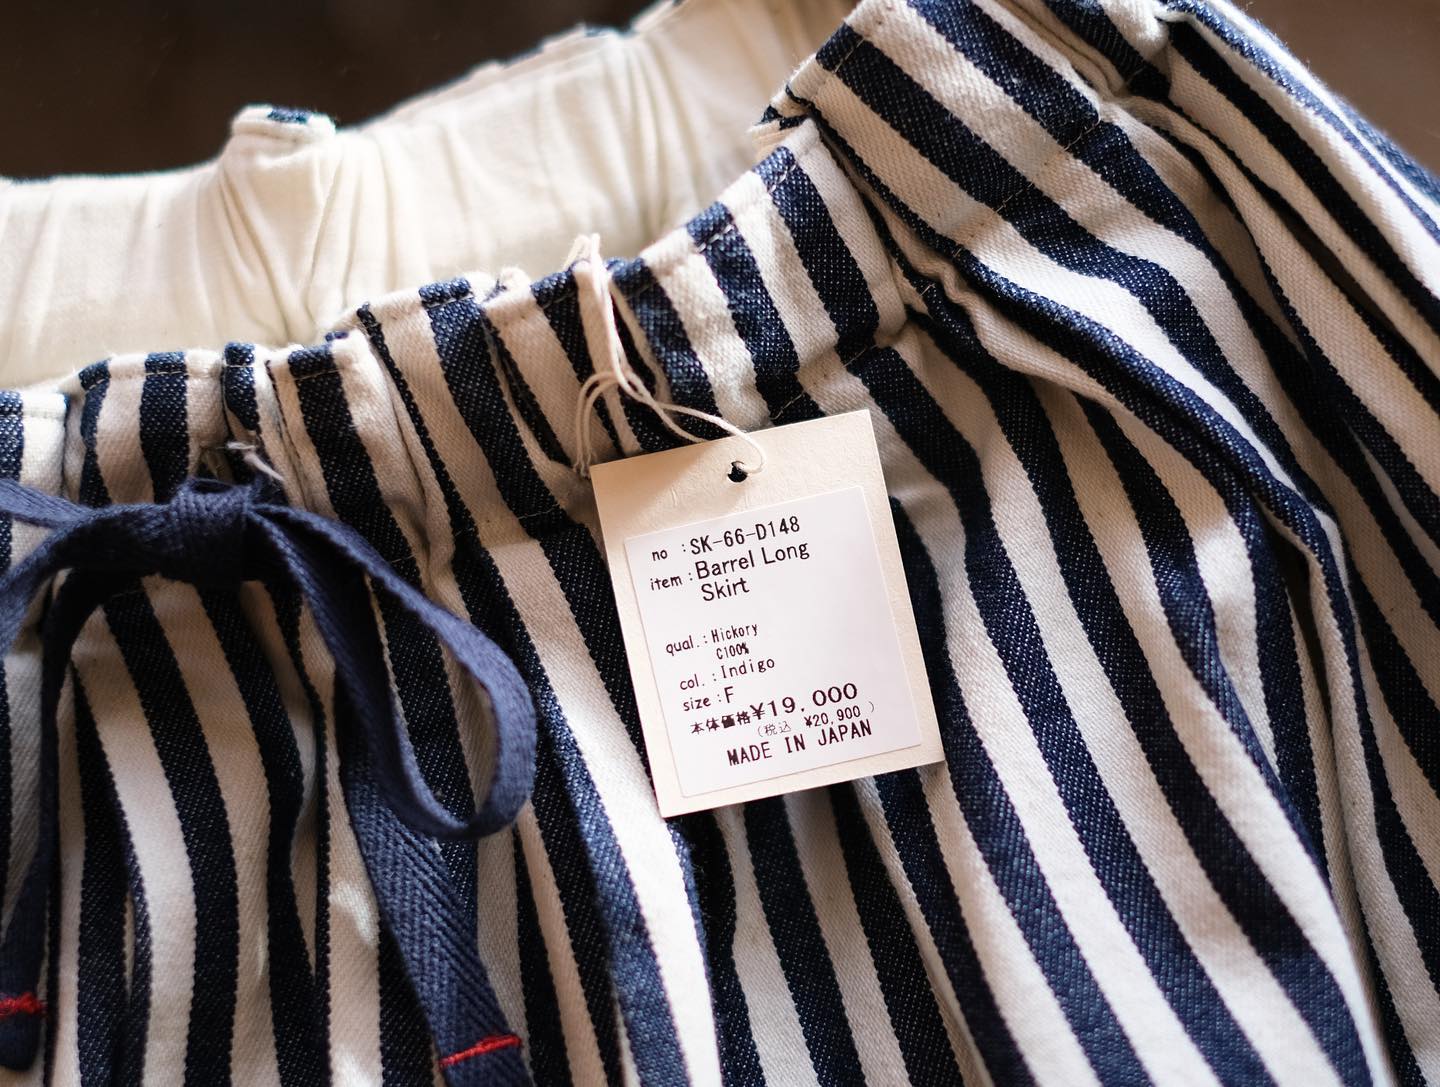 no : SK-66-D148
item : Barrel Long
Skirt
qual. : Hickory
C100%
col. : Indigo
size : F
本体価格¥19,000
(税込 ¥20,900 )
MADE IN JAPAN